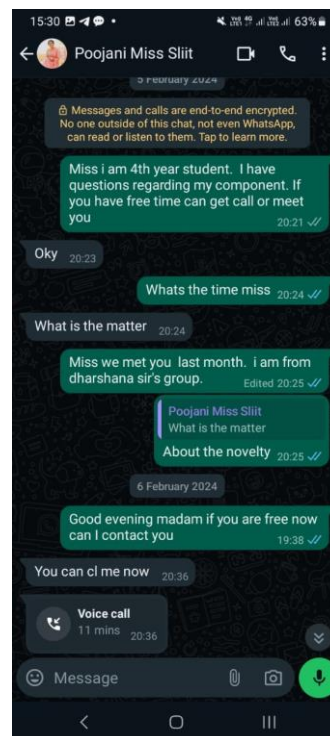 15:30
63%
Poojani Miss Sliit
5 February 2024
Messages and calls are end-to-end encrypted.
No one outside of this chat, not even WhatsApp,
can read or listen to them. Tap to learn more.
Miss i am 4th year student. I have
questions regarding my component. If
you have free time can get call or meet
you
20:21
Oky 20:23
Whats the time miss 20:24
What is the matter 20:24
Miss we met you last month. i am from
dharshana sir's group.
Edited 20:25
Poojani Miss Sliit
What is the matter
About the novelty 20:25
6 February 2024
Good evening madam if you are free now
can I contact you
19:38
You can cl me now 20:36
Voice call
11 mins 20:36
Message